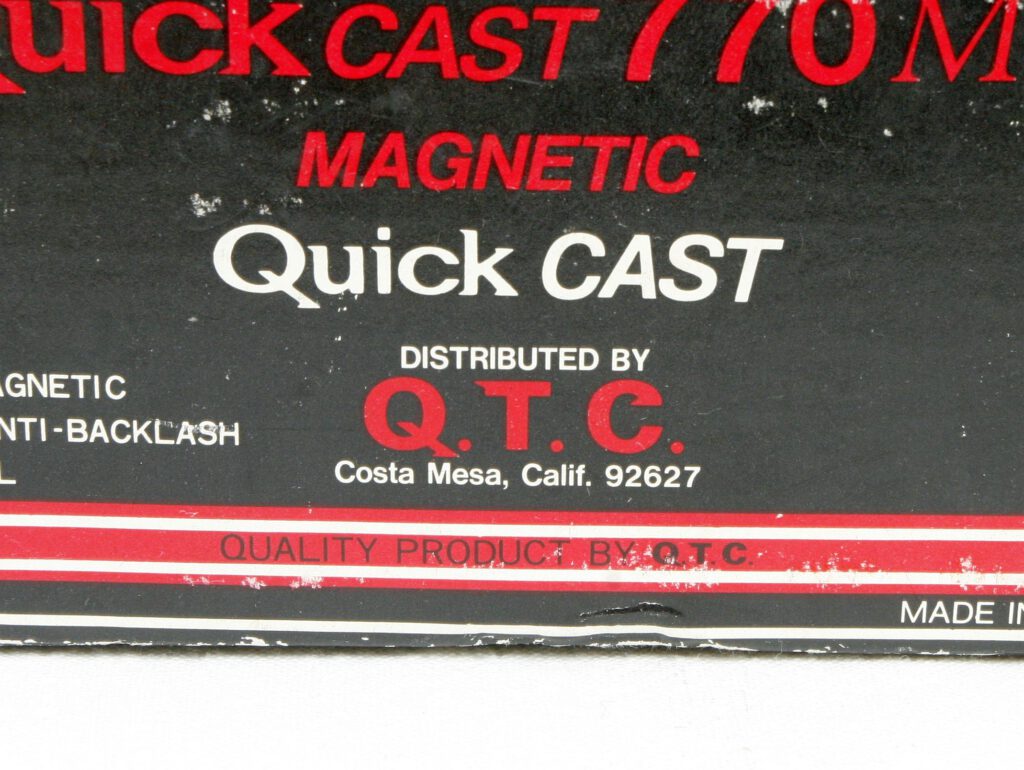 Quick CAST 770 M
MAGNETIC
Quick CAST
DISTRIBUTED BY
Q.T.C.
Costa Mesa, Calif. 92627
AGNETIC
NTI-BACKLASH
L
QUALITY PRODUCT BY Q.T.C.
MADE IN